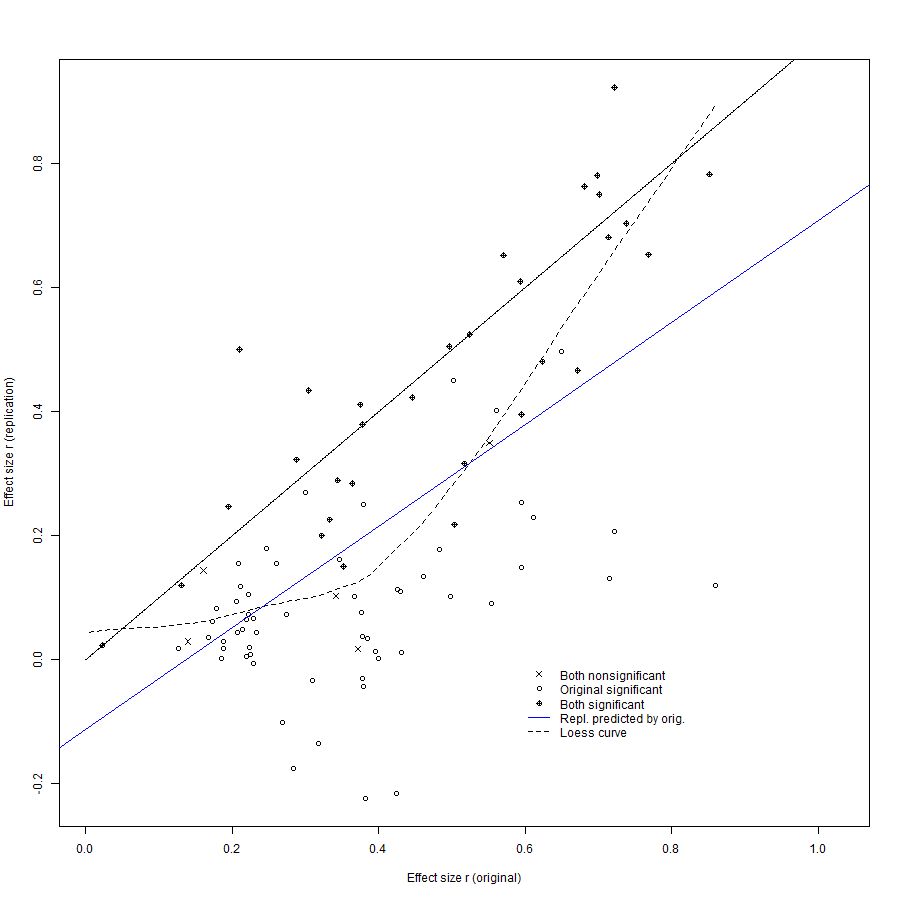 Effect size r (replication)
0.8
0.6
0.4
0.2
0.0
-0.2
Both nonsignificant
Original significant
Both significant
Repl. predicted by orig.
Loess curve
0.0 0.2 0.4 0.6 0.8 1.0
Effect size r (original)